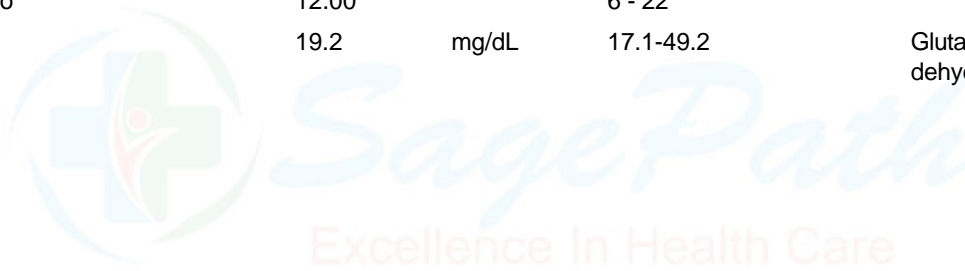 12.00 6 - 22
19.2 mg/dL 17.1-49.2 Gluta
dehy
SagePath
Excellence In Health Care